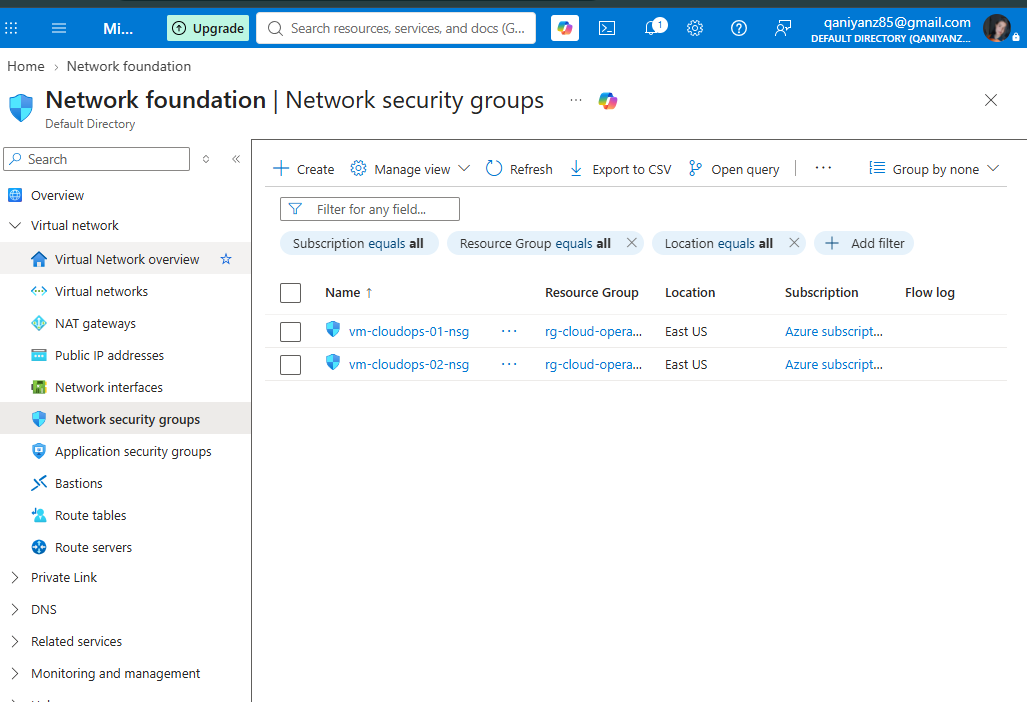 Mi...
Upgrade
Search resources, services, and docs (G...
1
qaniyanz85@gmail.com
DEFAULT DIRECTORY (QANIYANZ...
Home > Network foundation
Network foundation | Network security groups ...
Default Directory
Search
Overview
Virtual network
Virtual Network overview
Virtual networks
NAT gateways
Public IP addresses
Network interfaces
Network security groups
Application security groups
Bastions
Route tables
Route servers
Private Link
DNS
Related services
Monitoring and management
Create Manage view Refresh Export to CSV Open query ... Group by none
Filter for any field...
Subscription equals all Resource Group equals all Location equals all Add filter
Name ↑ Resource Group Location Subscription Flow log
vm-cloudops-01-nsg ... rg-cloud-opera... East US Azure subscript...
vm-cloudops-02-nsg ... rg-cloud-opera... East US Azure subscript...